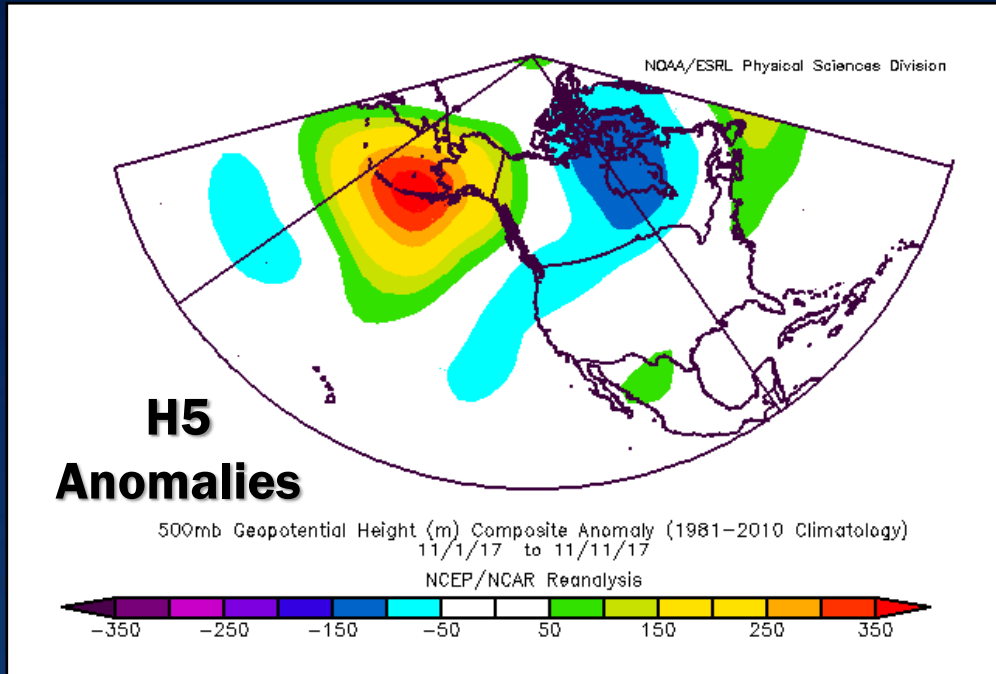 NOAA/ESRL Physical Sciences Division
H5
Anomalies
500mb Geopotential Height (m) Composite Anomaly (1981-2010 Climatology)
11/1/17 to 11/11/17
NCEP/NCAR Reanalysis
-350 -250 -150 -50 50 150 250 350